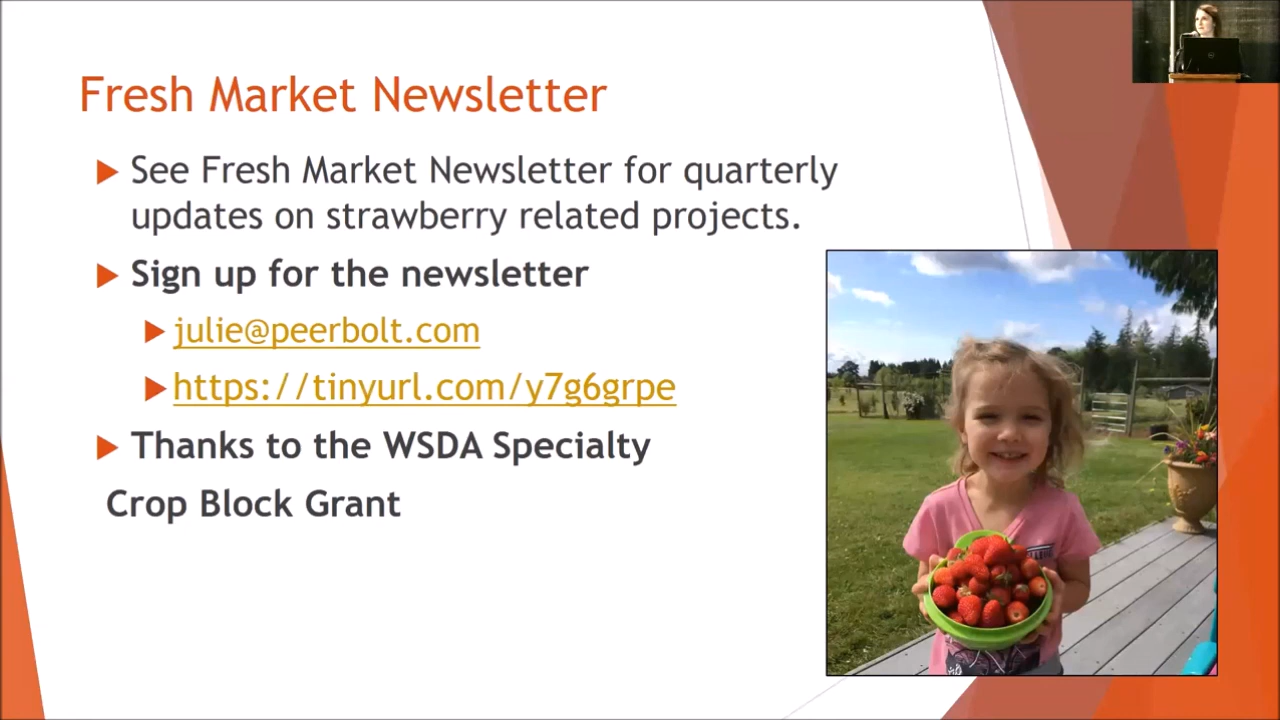 Fresh Market Newsletter
See Fresh Market Newsletter for quarterly
updates on strawberry related projects.
Sign up for the newsletter
julie@peerbolt.com
https://tinyurl.com/y7g6grpe
Thanks to the WSDA Specialty
Crop Block Grant